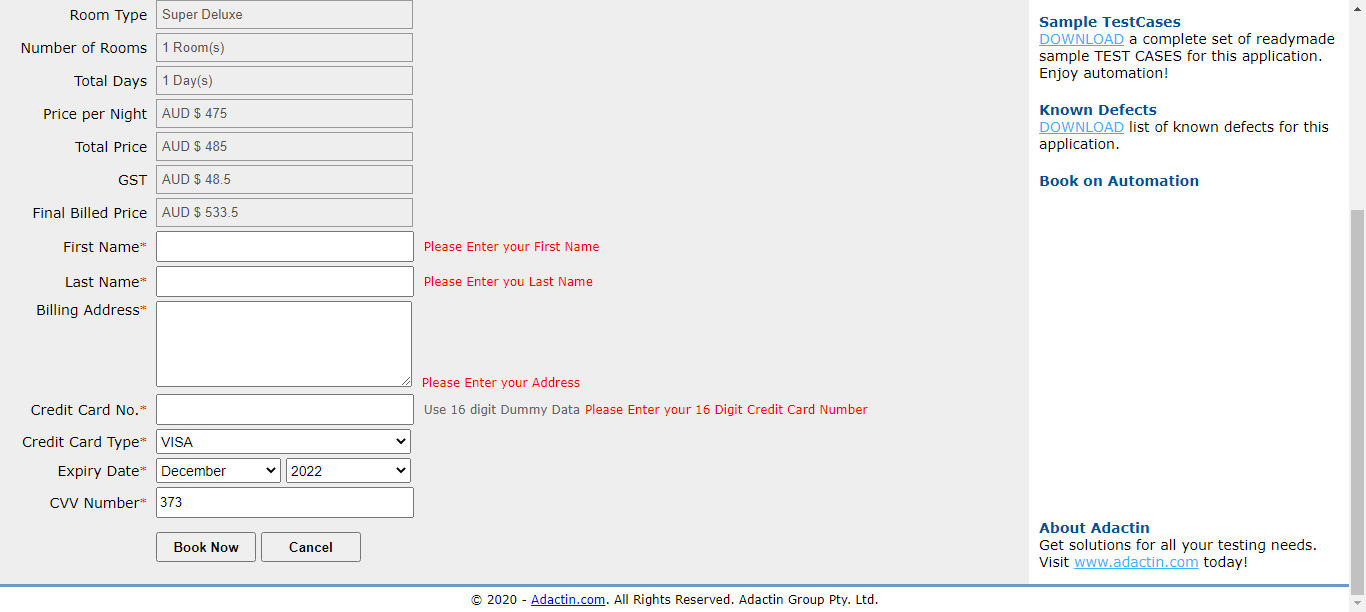 Room Type Super Deluxe
Number of Rooms 1 Room(s)
Total Days 1 Day(s)
Price per Night AUD $ 475
Total Price AUD $ 485
GST AUD $ 48.5
Final Billed Price AUD $ 533.5
First Name* Please Enter your First Name
Last Name* Please Enter you Last Name
Billing Address*
Please Enter your Address
Credit Card No.* Use 16 digit Dummy Data Please Enter your 16 Digit Credit Card Number
Credit Card Type* VISA
Expiry Date* December 2022
CVV Number* 373
Book Now Cancel
Sample TestCases
DOWNLOAD a complete set of readymade
sample TEST CASES for this application.
Enjoy automation!
Known Defects
DOWNLOAD list of known defects for this
application.
Book on Automation
About Adactin
Get solutions for all your testing needs.
Visit www.adactin.com today!
© 2020 - Adactin.com. All Rights Reserved. Adactin Group Pty. Ltd.